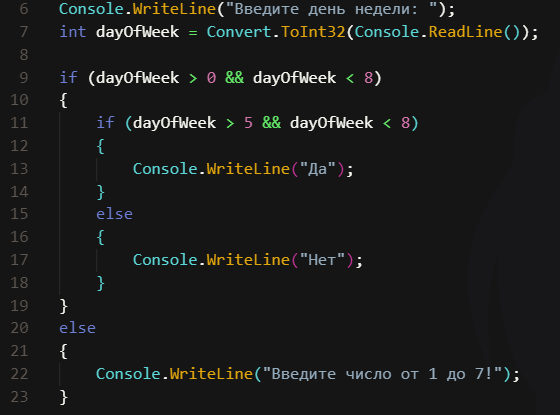 6 Console.WriteLine("Введите день недели: ");
7 int dayOfWeek = Convert.ToInt32(Console.ReadLine());
8
9 if (dayOfWeek > 0 && dayOfWeek < 8)
10 {
11     if (dayOfWeek > 5 && dayOfWeek < 8)
12     {
13         Console.WriteLine("Да");
14     }
15     else
16     {
17         Console.WriteLine("Нет");
18     }
19 }
20 else
21 {
22     Console.WriteLine("Введите число от 1 до 7!");
23 }